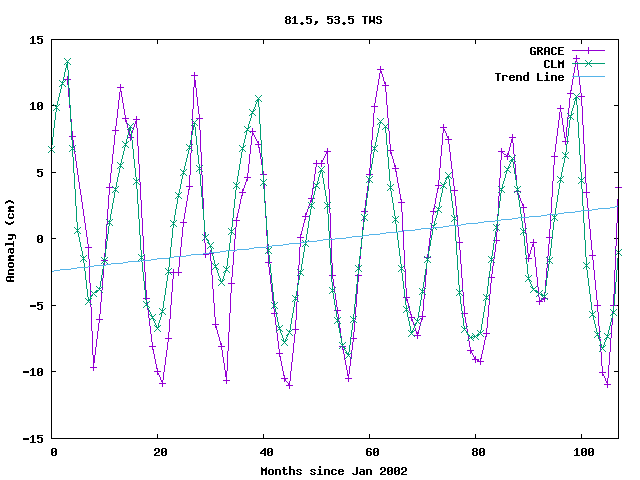 81.5, 53.5 TWS
GRACE
CLM
Trend Line
15
10
5
0
-5
-10
-15
Anomaly (cm)
0 20 40 60 80 100
Months since Jan 2002